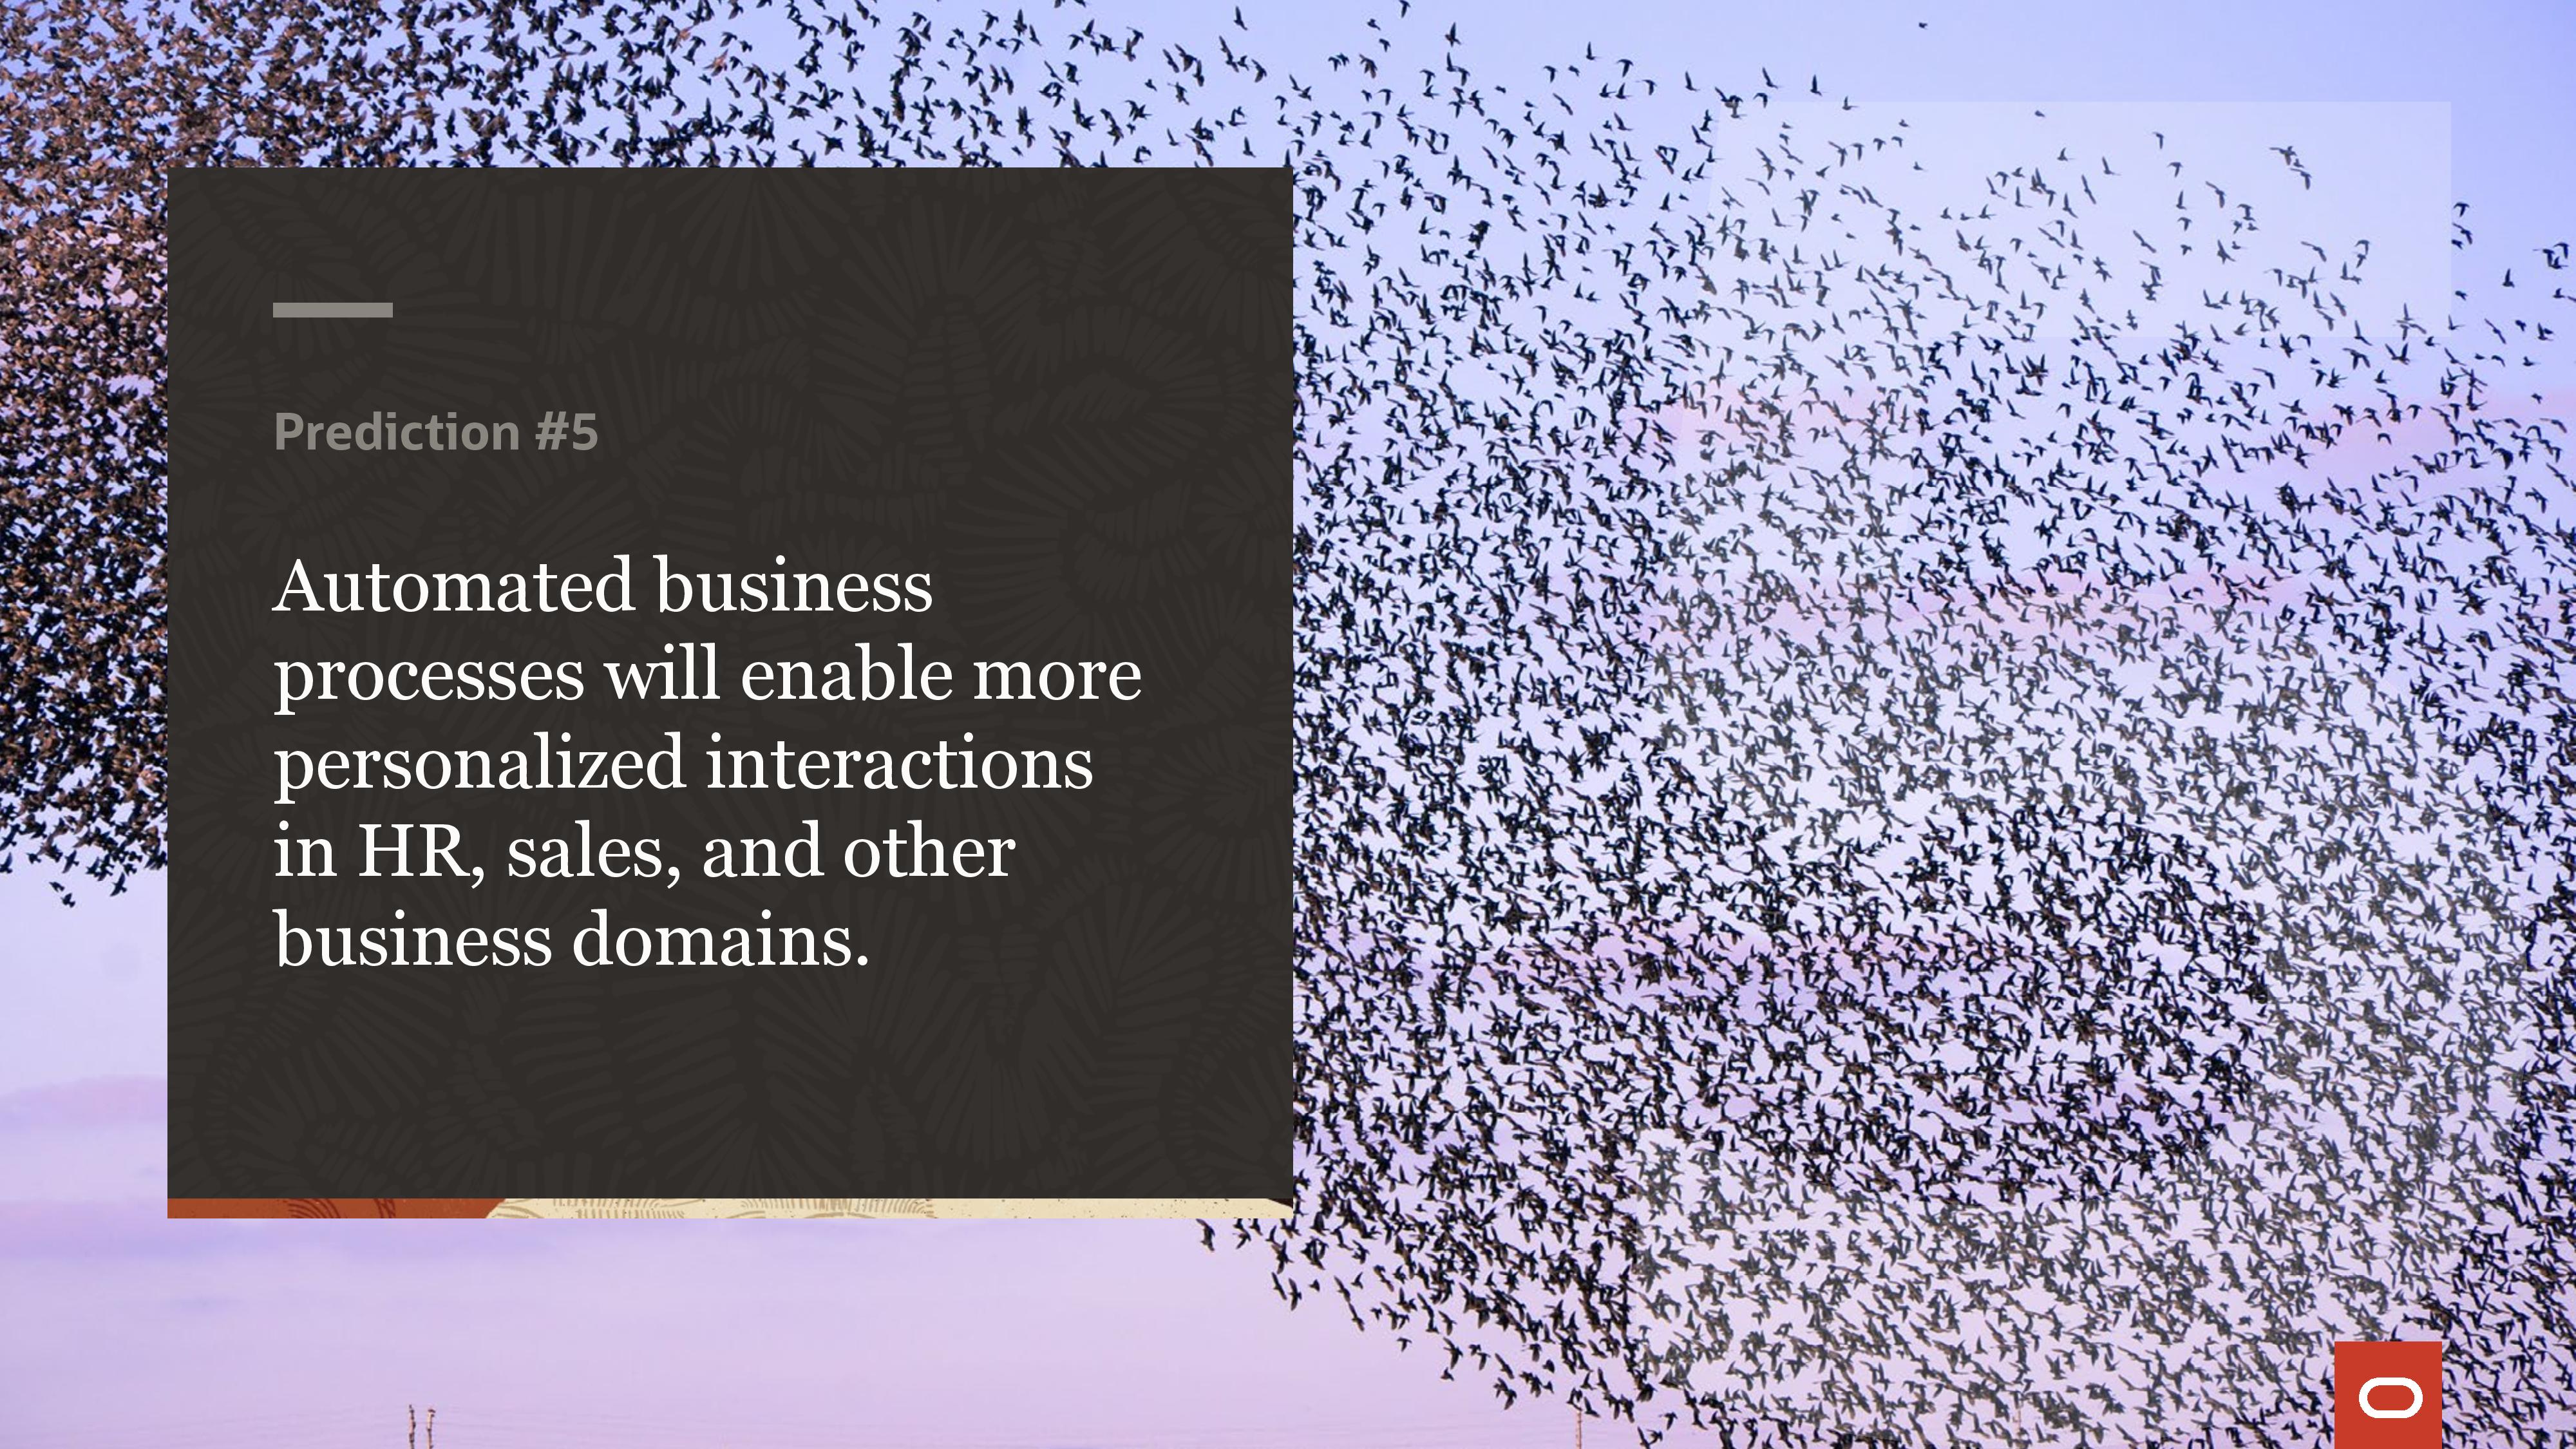 Prediction #5
Automated business
processes will enable more
personalized interactions
in HR, sales, and other
business domains.